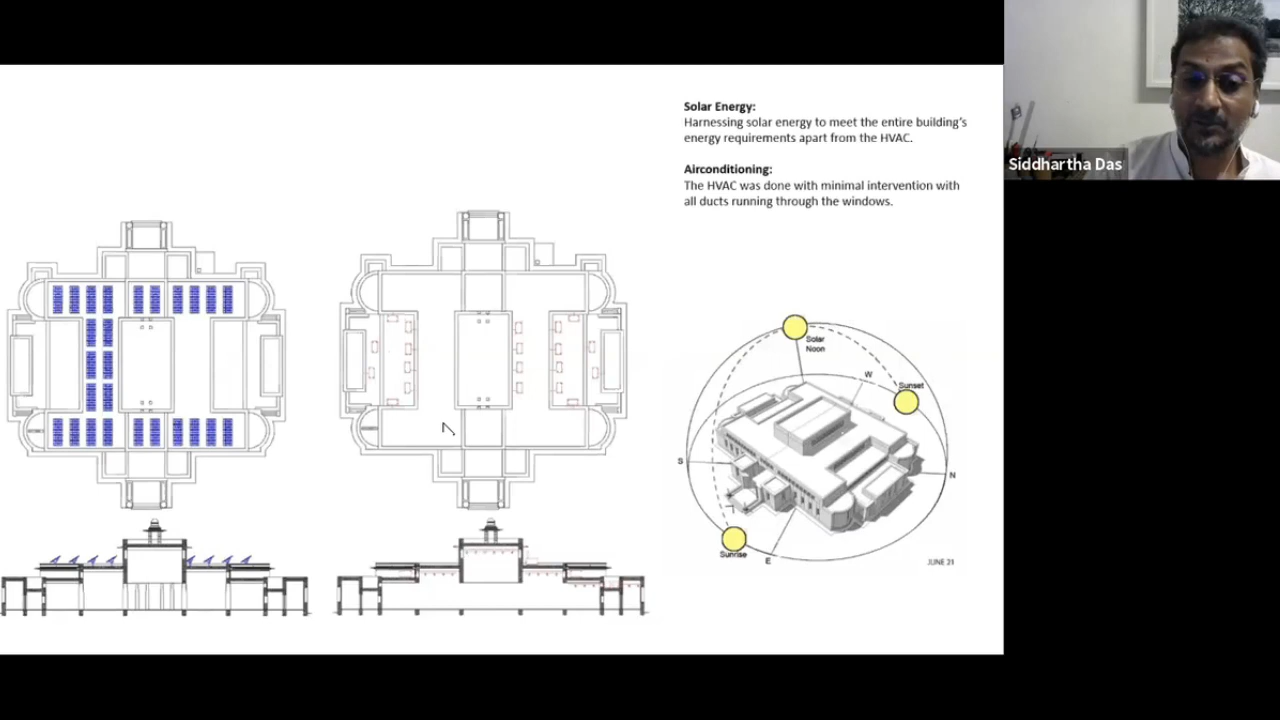 Solar Energy:
Harnessing solar energy to meet the entire building's
energy requirements apart from the HVAC.
Airconditioning:
The HVAC was done with minimal intervention with
all ducts running through the windows.
Siddhartha Das
Solar
Noon
W
Sunset
S
N
Sunrise
E
JUNE 21